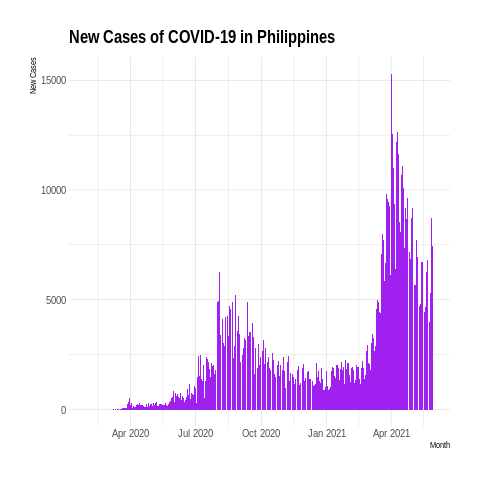 New Cases of COVID-19 in Philippines
New Cases
15000
10000
5000
0
Apr 2020 Jul 2020 Oct 2020 Jan 2021 Apr 2021
Month